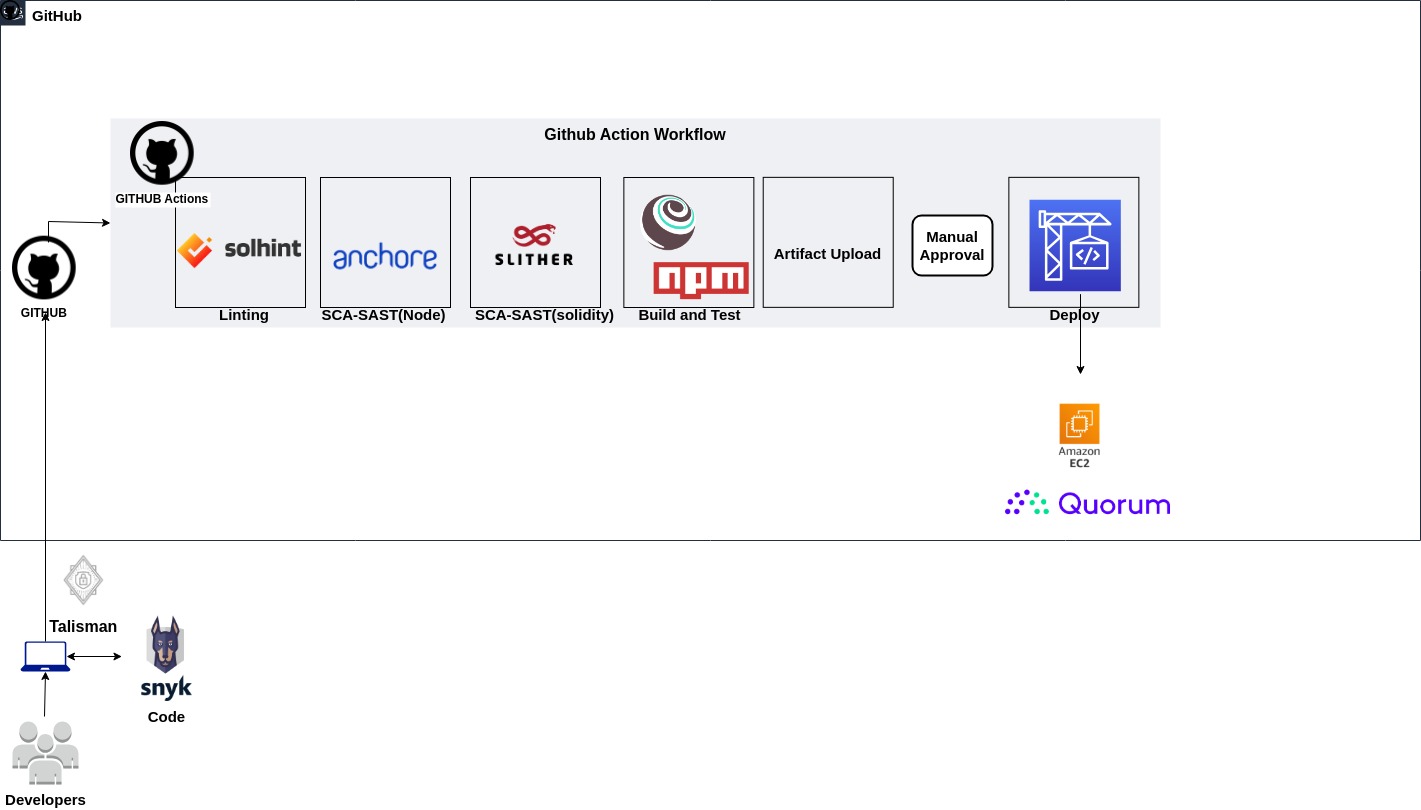 GitHub
Github Action Workflow
GITHUB Actions
solhint
anchore
SLITHER
npm
Artifact Upload
Manual
Approval
Linting
SCA-SAST(Node)
SCA-SAST(solidity)
Build and Test
Deploy
GITHUB
Amazon
EC2
Quorum
Talisman
snyk
Code
Developers